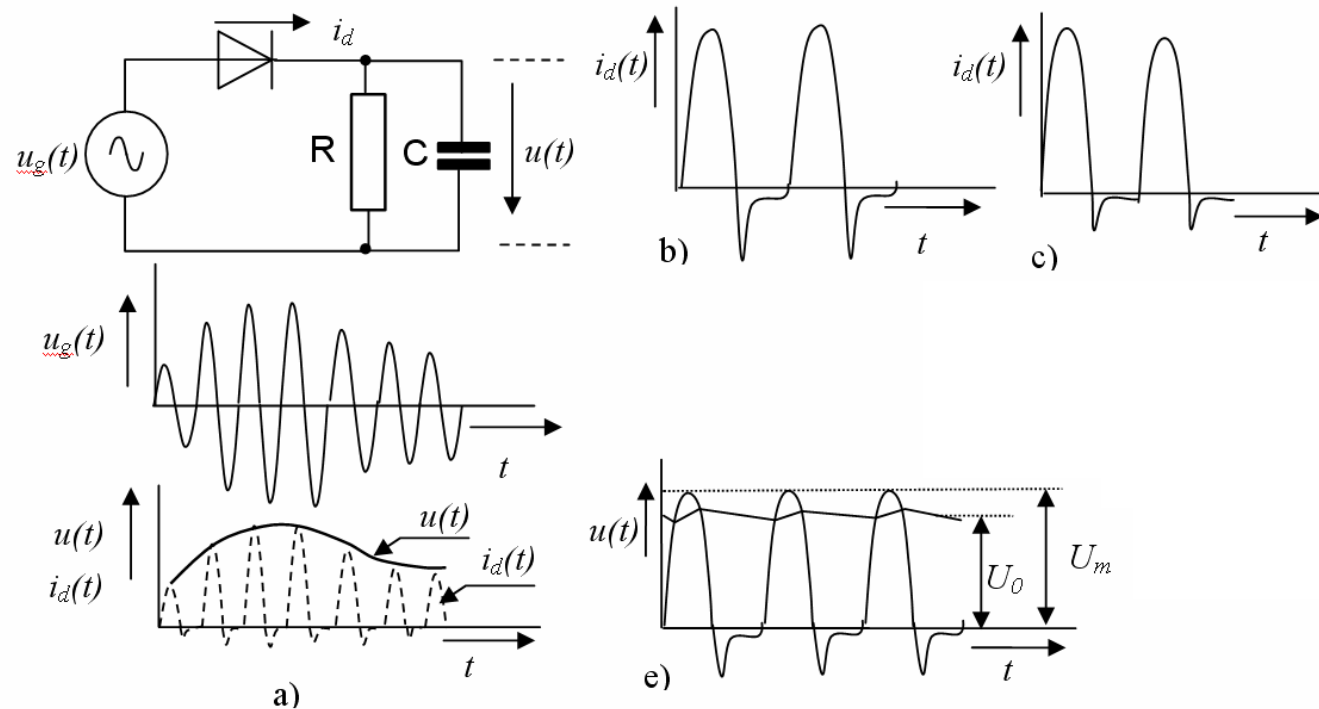 i_d
u_g(t)
R
C
u(t)
u_g(t)
t
u(t)
i_d(t)
u(t)
i_d(t)
t
a)
i_d(t)
t
b)
i_d(t)
t
c)
u(t)
U_0
U_m
t
e)